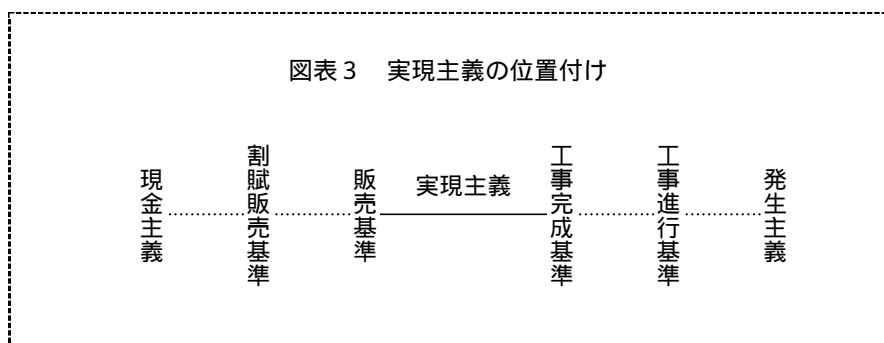 図表３　実現主義の位置付け
現金主義
割賦販売基準
販売基準
実現主義
工事完成基準
工事進行基準
発生主義